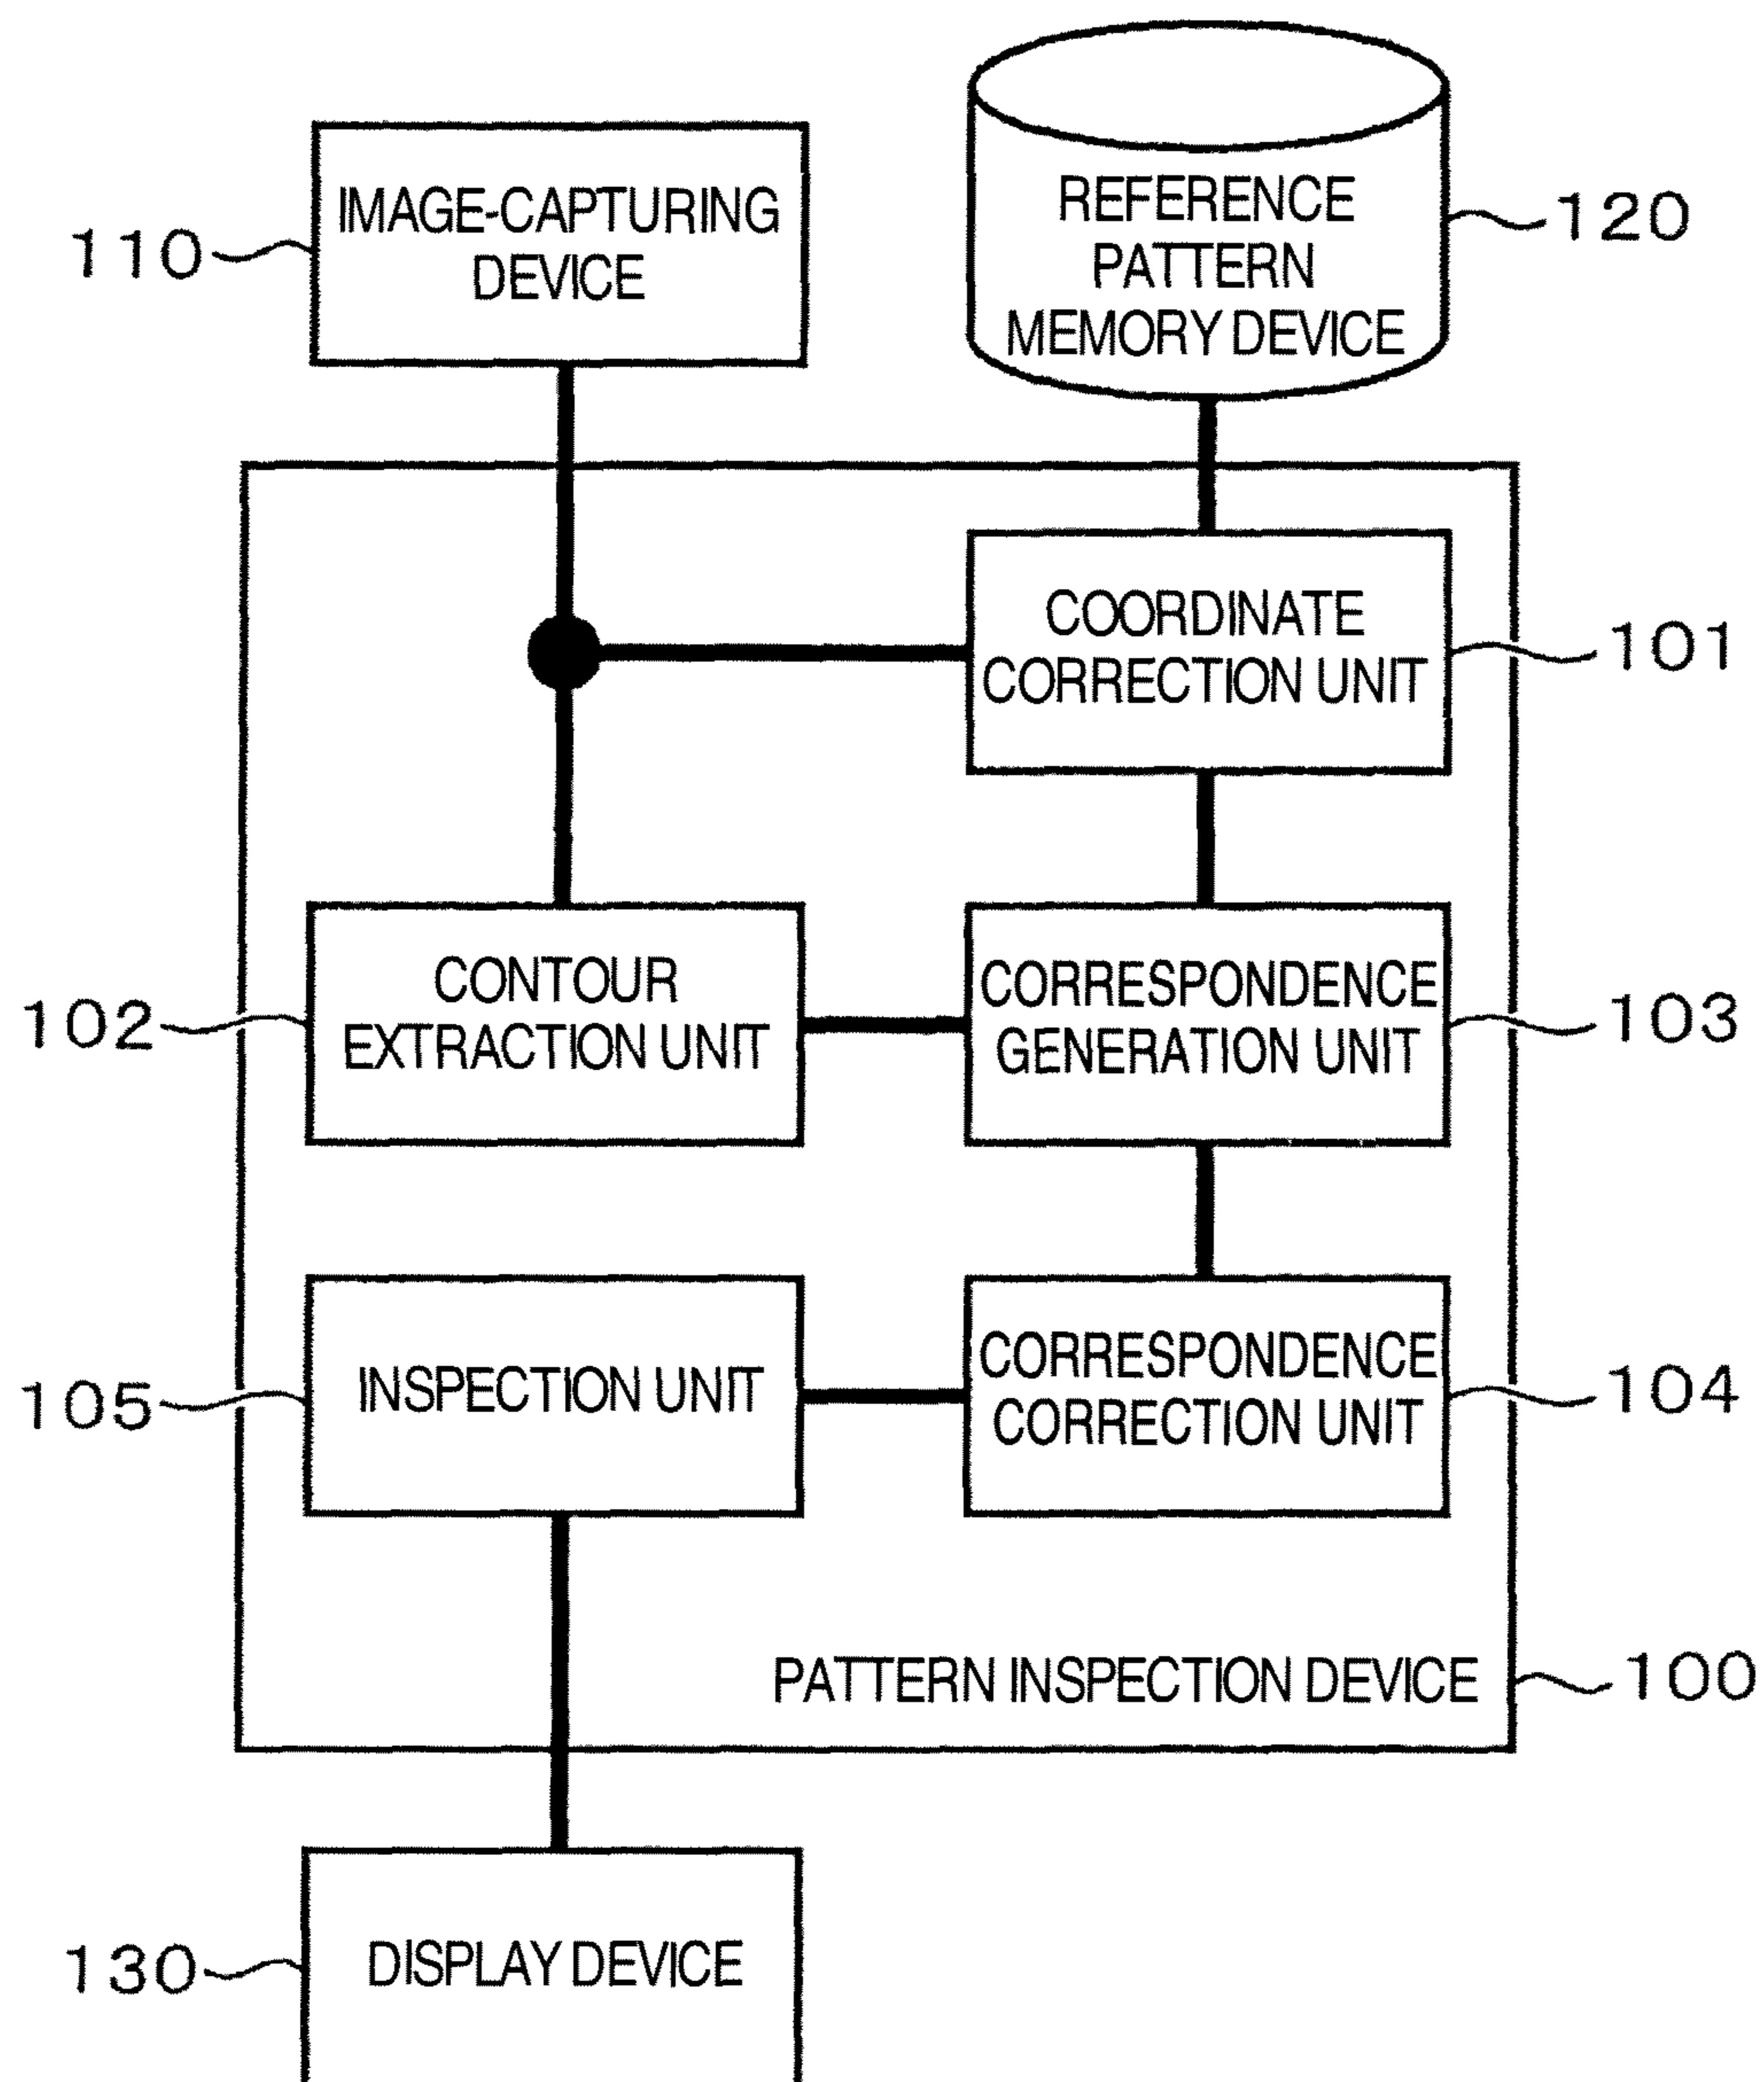 IMAGE-CAPTURING
DEVICE
110
REFERENCE
PATTERN
MEMORY DEVICE
120
COORDINATE
CORRECTION UNIT
101
CONTOUR
EXTRACTION UNIT
102
CORRESPONDENCE
GENERATION UNIT
103
INSPECTION UNIT
105
CORRESPONDENCE
CORRECTION UNIT
104
PATTERN INSPECTION DEVICE
100
DISPLAY DEVICE
130